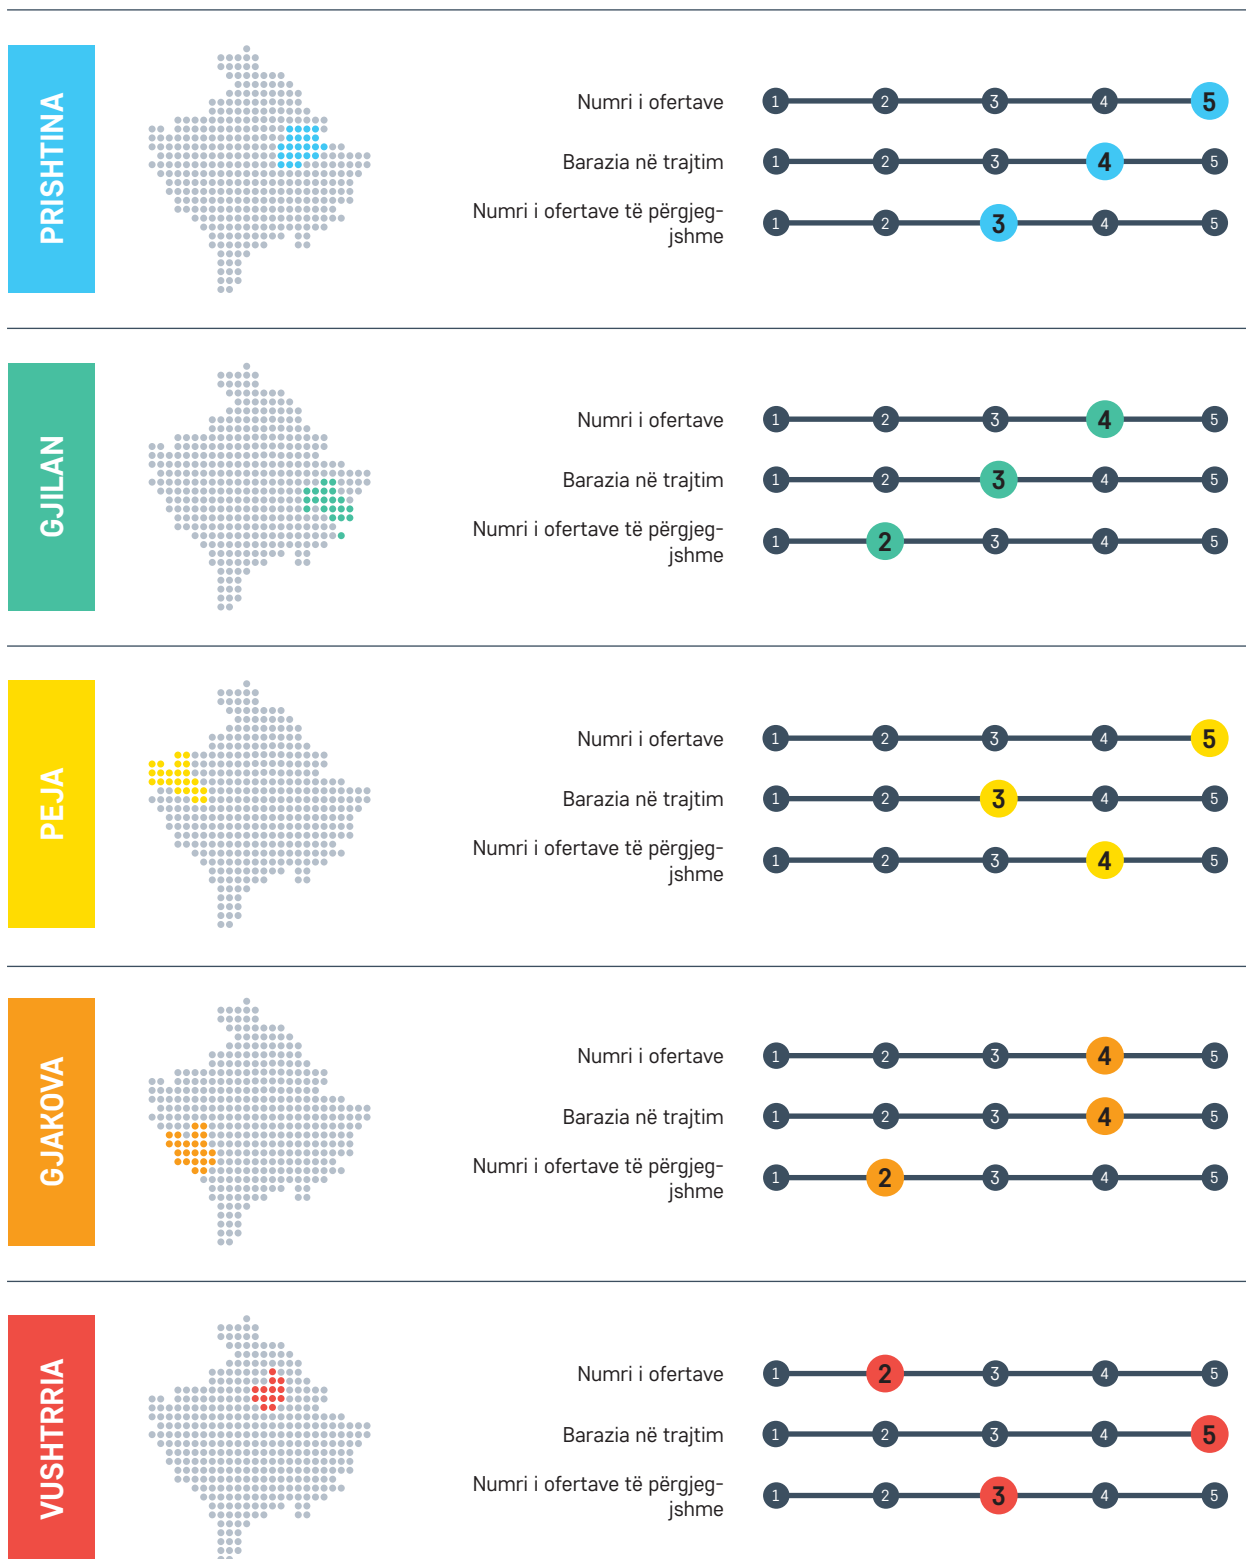 PRISHTINA
Numri i ofertave
1 2 3 4 5
Barazia në trajtim
1 2 3 4 5
Numri i ofertave të përgjeg-
jshme
1 2 3 4 5
GJILAN
Numri i ofertave
1 2 3 4 5
Barazia në trajtim
1 2 3 4 5
Numri i ofertave të përgjeg-
jshme
1 2 3 4 5
PEJA
Numri i ofertave
1 2 3 4 5
Barazia në trajtim
1 2 3 4 5
Numri i ofertave të përgjeg-
jshme
1 2 3 4 5
GJAKOVA
Numri i ofertave
1 2 3 4 5
Barazia në trajtim
1 2 3 4 5
Numri i ofertave të përgjeg-
jshme
1 2 3 4 5
VUSHTRRIA
Numri i ofertave
1 2 3 4 5
Barazia në trajtim
1 2 3 4 5
Numri i ofertave të përgjeg-
jshme
1 2 3 4 5